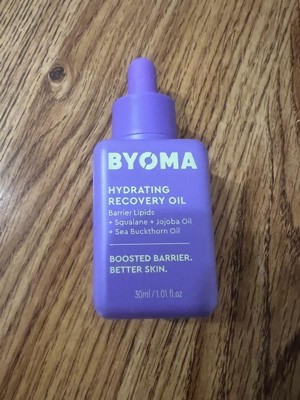 BYOMA
HYDRATING
RECOVERY OIL
Barrier Lipids
+ Squalane + Jojoba Oil
+ Sea Buckthorn Oil
BOOSTED BARRIER.
BETTER SKIN.
30ml / 1.01 fl.oz